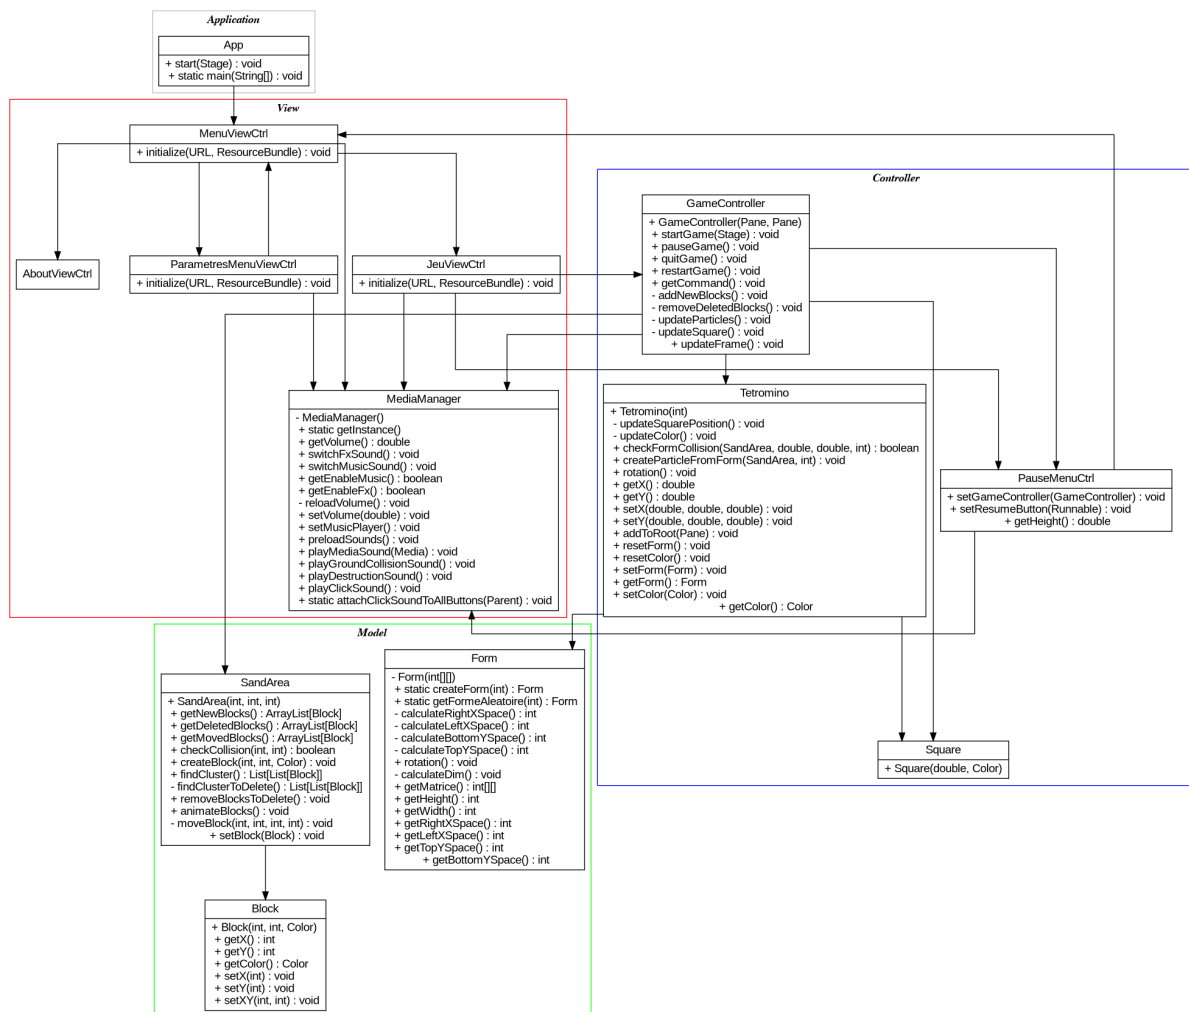 Application
App
+ start(Stage) : void
+ static main(String[]) : void
View
MenuViewCtrl
+ initialize(URL, ResourceBundle) : void
AboutViewCtrl
ParametresMenuViewCtrl
+ initialize(URL, ResourceBundle) : void
JeuViewCtrl
+ initialize(URL, ResourceBundle) : void
MediaManager
- MediaManager()
+ static getInstance()
+ getVolume() : double
+ switchFxSound() : void
+ switchMusicSound() : void
+ getEnableMusic() : boolean
+ getEnableFx() : boolean
- reloadVolume() : void
+ setVolume(double) : void
+ setMusicPlayer() : void
+ preloadSounds() : void
+ playMediaSound(Media) : void
+ playGroundCollisionSound() : void
+ playDestructionSound() : void
+ playClickSound() : void
+ static attachClickSoundToAllButtons(Parent) : void
Controller
GameController
+ GameController(Pane, Pane)
+ startGame(Stage) : void
+ pauseGame() : void
+ quitGame() : void
+ restartGame() : void
+ getCommand() : void
- addNewBlocks() : void
- removeDeletedBlocks() : void
- updateParticles() : void
- updateSquare() : void
+ updateFrame() : void
Tetromino
+ Tetromino(int)
- updateSquarePosition() : void
- updateColor() : void
+ checkFormCollision(SandArea, double, double, int) : boolean
+ createParticleFromForm(SandArea, int) : void
+ rotation() : void
+ getX() : double
+ getY() : double
+ setX(double, double, double) : void
+ setY(double, double, double) : void
+ addToRoot(Pane) : void
+ resetForm() : void
+ resetColor() : void
+ setForm(Form) : void
+ getForm() : Form
+ setColor(Color) : void
+ getColor() : Color
PauseMenuCtrl
+ setGameController(GameController) : void
+ setResumeButton(Runnable) : void
+ getHeight() : double
Square
+ Square(double, Color)
Model
SandArea
+ SandArea(int, int, int)
+ getNewBlocks() : ArrayList[Block]
+ getDeletedBlocks() : ArrayList[Block]
+ getMovedBlocks() : ArrayList[Block]
+ checkCollision(int, int) : boolean
+ createBlock(int, int, Color) : void
+ findCluster() : List[List[Block]]
- findClusterToDelete() : List[List[Block]]
+ removeBlocksToDelete() : void
+ animateBlocks() : void
- moveBlock(int, int, int, int) : void
+ setBlock(Block) : void
Form
- Form(int[][])
+ static createForm(int) : Form
+ static getFormeAleatoire(int) : Form
- calculateRightXSpace() : int
- calculateLeftXSpace() : int
- calculateBottomYSpace() : int
- calculateTopYSpace() : int
+ rotation() : void
- calculateDim() : void
+ getMatrice() : int[][]
+ getHeight() : int
+ getWidth() : int
+ getRightXSpace() : int
+ getLeftXSpace() : int
+ getTopYSpace() : int
+ getBottomYSpace() : int
Block
+ Block(int, int, Color)
+ getX() : int
+ getY() : int
+ getColor() : Color
+ setX(int) : void
+ setY(int) : void
+ setXY(int, int) : void